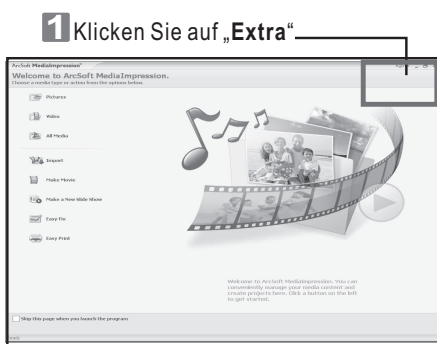 1 Klicken Sie auf „Extra“
ArcSoft MediaImpression™
Welcome to ArcSoft MediaImpression.
Choose a media type or action from the options below.
Pictures
Video
All Media
Import
Make Movie
Make a New Slide Show
Easy Fix
Easy Print
Welcome to ArcSoft MediaImpression. You can
conveniently manage your media content and
create projects here. Click a button on the left
to get started.
Skip this page when you launch the program